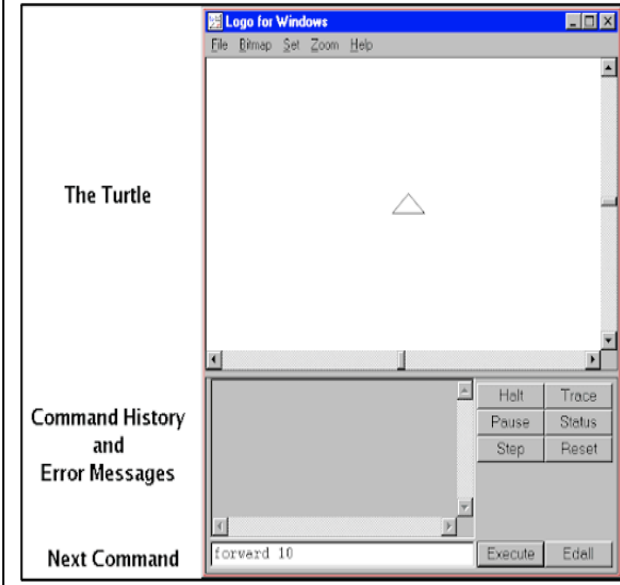 Logo for Windows
File Bitmap Set Zoom Help
The Turtle
Command History
and
Error Messages
Halt Trace
Pause Status
Step Reset
Next Command
forward 10
Execute Edall